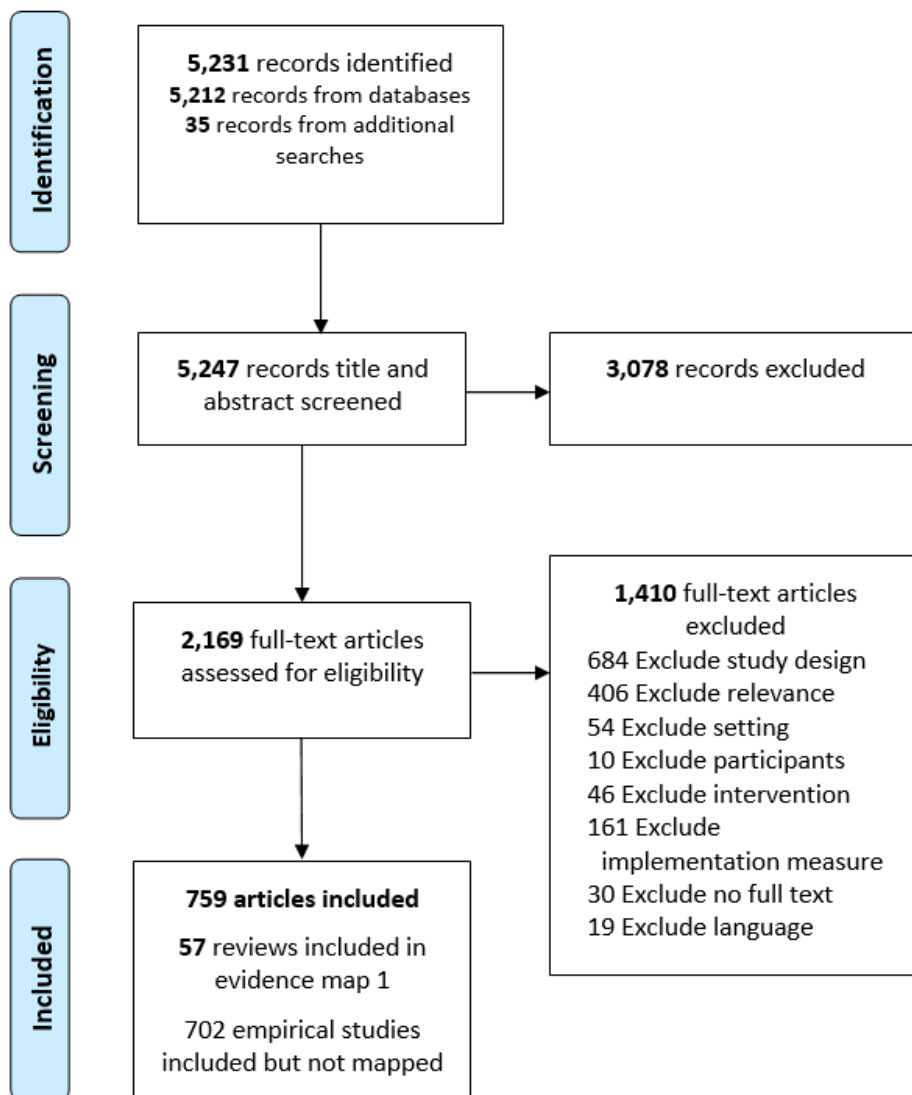 Identification
5,231 records identified
5,212 records from databases
35 records from additional
searches
Screening
5,247 records title and
abstract screened
3,078 records excluded
Eligibility
2,169 full-text articles
assessed for eligibility
1,410 full-text articles
excluded
684 Exclude study design
406 Exclude relevance
54 Exclude setting
10 Exclude participants
46 Exclude intervention
161 Exclude
implementation measure
30 Exclude no full text
19 Exclude language
Included
759 articles included
57 reviews included in
evidence map 1
702 empirical studies
included but not mapped